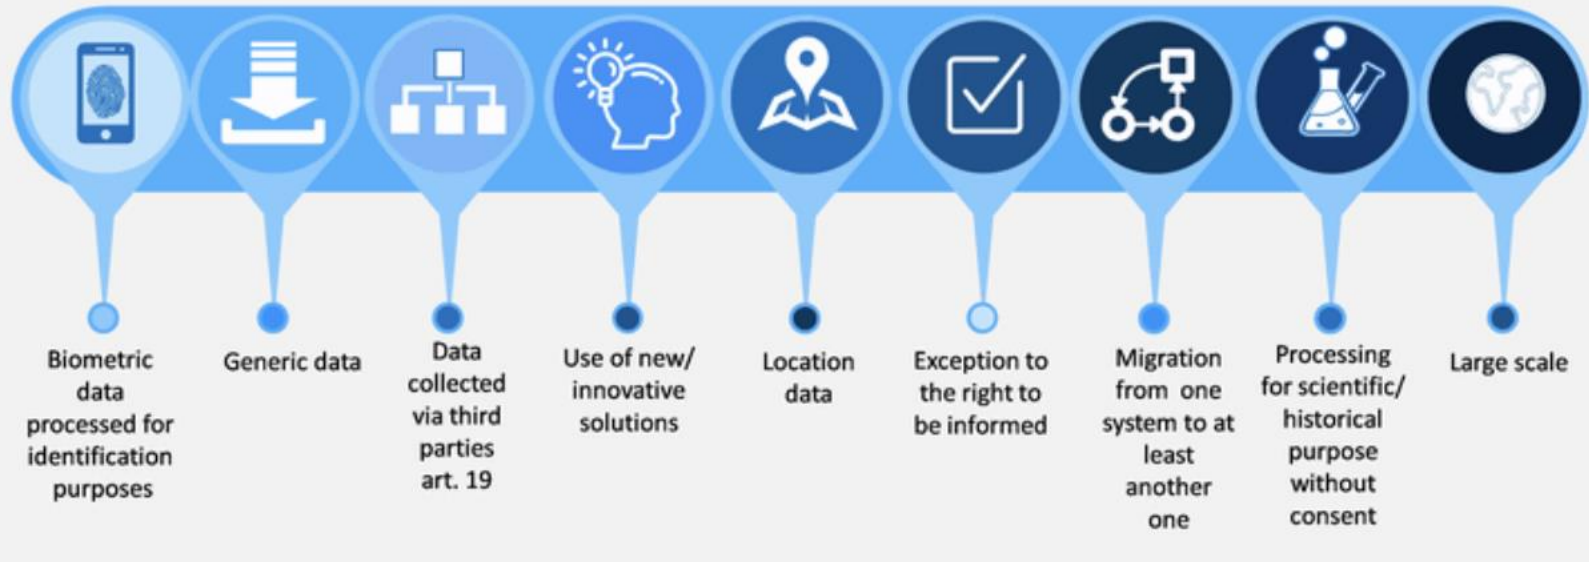 Biometric
data
processed for
identification
purposes
Generic data
Data
collected
via third
parties
art. 19
Use of new/
innovative
solutions
Location
data
Exception to
the right to
be informed
Migration
from one
system to at
least
another
one
Processing
for scientific/
historical
purpose
without
consent
Large scale